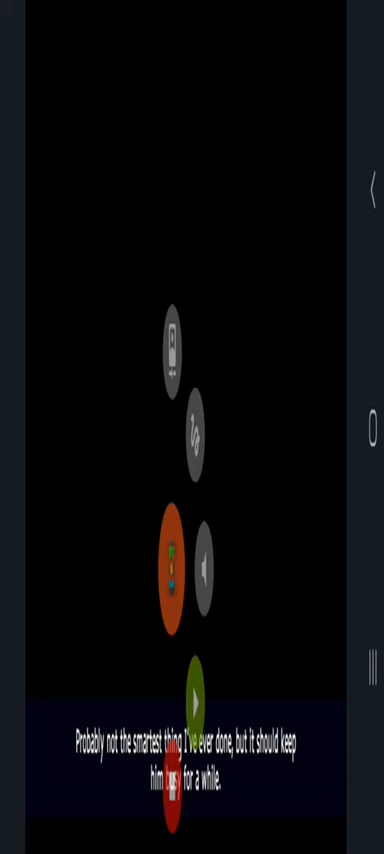 Probably not the smartest thing I've ever done, but it should keep
him busy for a while.